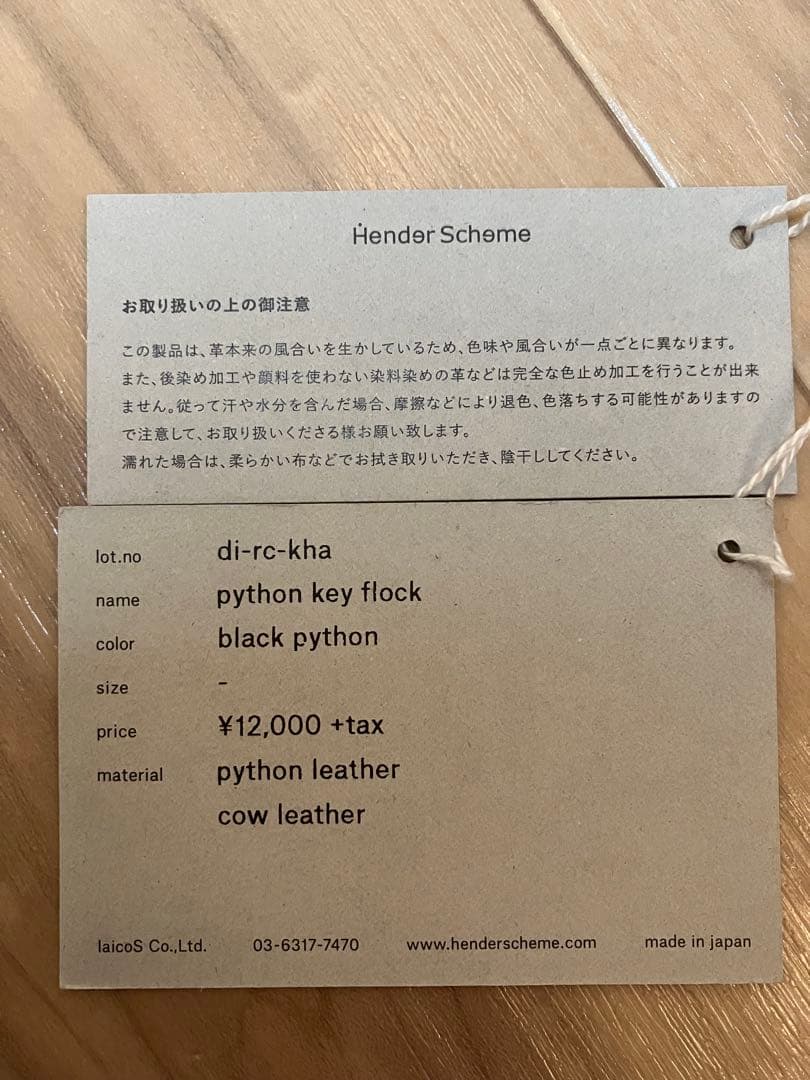 Hender Scheme
お取り扱いの上の御注意
この製品は、革本来の風合いを生かしているため、色味や風合いが一点ごとに異なります。
また、後染め加工や顔料を使わない染料染めの革などは完全な色止め加工を行うことが出来
ません。従って汗や水分を含んだ場合、摩擦などにより退色、色落ちする可能性がありますの
で注意して、お取り扱いくださる様お願い致します。
濡れた場合は、柔らかい布などでお拭き取りいただき、陰干ししてください。
lot.no di-rc-kha
name python key flock
color black python
size -
price ¥12,000 +tax
material python leather
cow leather
laicoS Co.,Ltd. 03-6317-7470 www.henderscheme.com made in japan